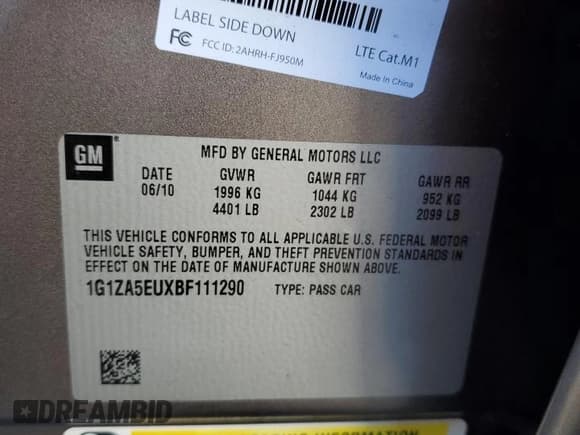 LABEL SIDE DOWN
FC FCC ID: 2AHRH-FJ950M
LTE Cat.M1
Made in China
GM
®
MFD BY GENERAL MOTORS LLC
DATE GVWR GAWR FRT GAWR RR
06/10 1996 KG 1044 KG 952 KG
4401 LB 2302 LB 2099 LB
THIS VEHICLE CONFORMS TO ALL APPLICABLE U.S. FEDERAL MOTOR
VEHICLE SAFETY, BUMPER, AND THEFT PREVENTION STANDARDS IN
EFFECT ON THE DATE OF MANUFACTURE SHOWN ABOVE.
1G1ZA5EUXBF111290 TYPE: PASS CAR
DREAMBID
INFORMATION